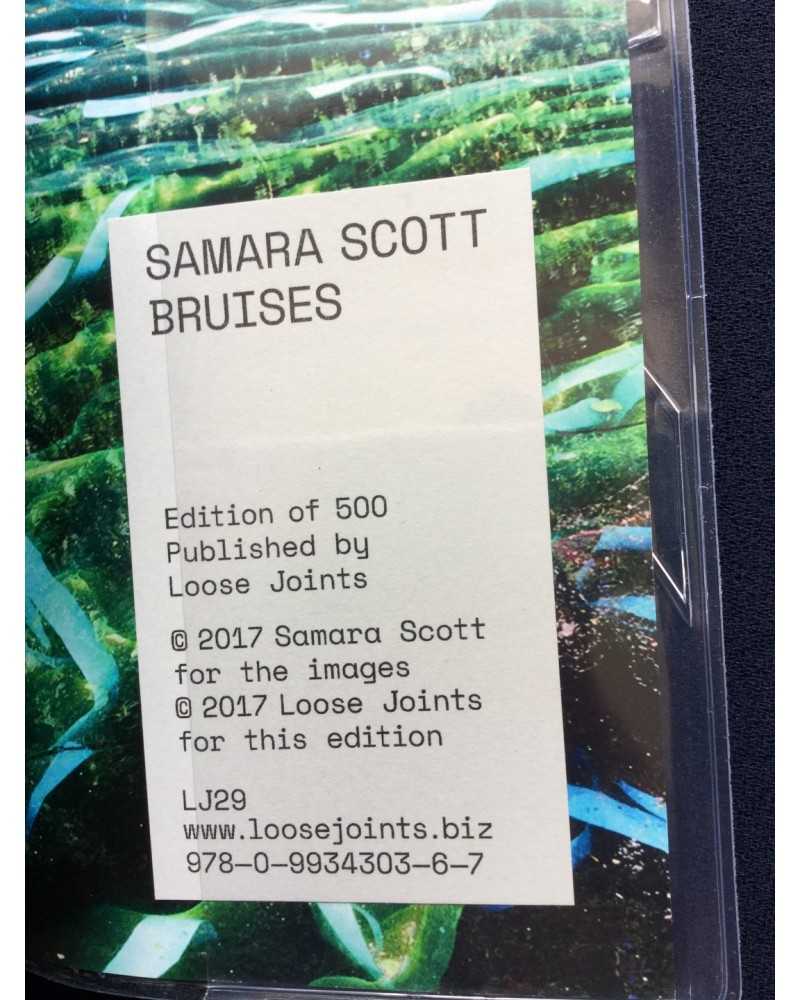 SAMARA SCOTT
BRUISES
Edition of 500
Published by
Loose Joints
© 2017 Samara Scott
for the images
© 2017 Loose Joints
for this edition
LJ29
www.loosejoints.biz
978–0–9934303–6–7